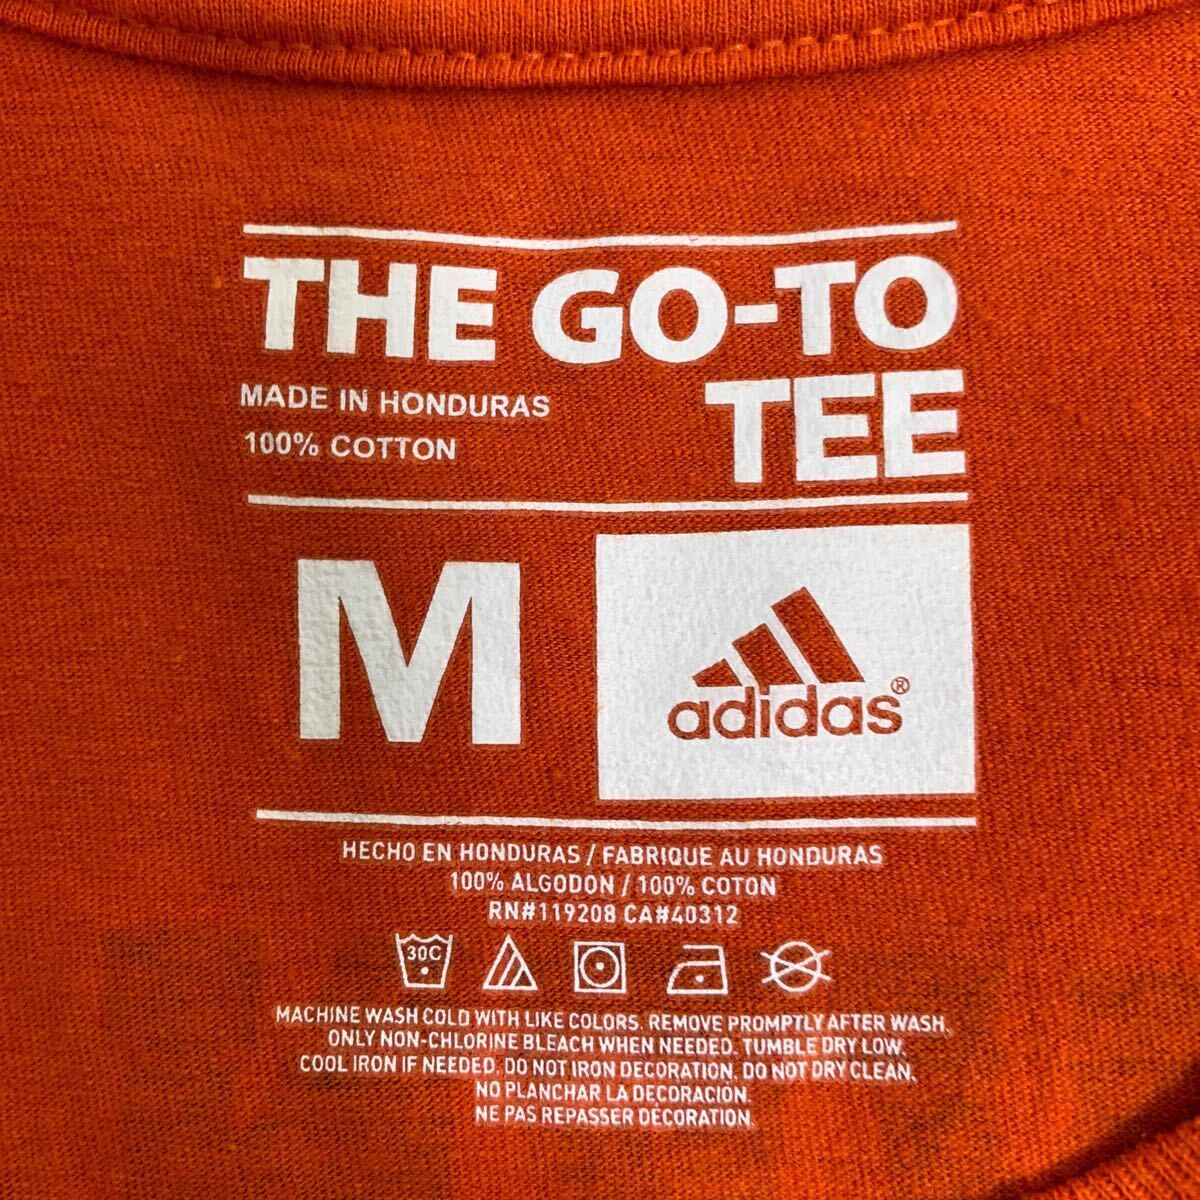 THE GO-TO
TEE
MADE IN HONDURAS
100% COTTON
M
adidas®
HECHO EN HONDURAS / FABRIQUE AU HONDURAS
100% ALGODON / 100% COTON
RN#119208 CA#40312
30C
MACHINE WASH COLD WITH LIKE COLORS. REMOVE PROMPTLY AFTER WASH.
ONLY NON-CHLORINE BLEACH WHEN NEEDED. TUMBLE DRY LOW.
COOL IRON IF NEEDED. DO NOT IRON DECORATION. DO NOT DRY CLEAN.
NO PLANCHAR LA DECORACIÓN.
NE PAS REPASSER DÉCORATION.